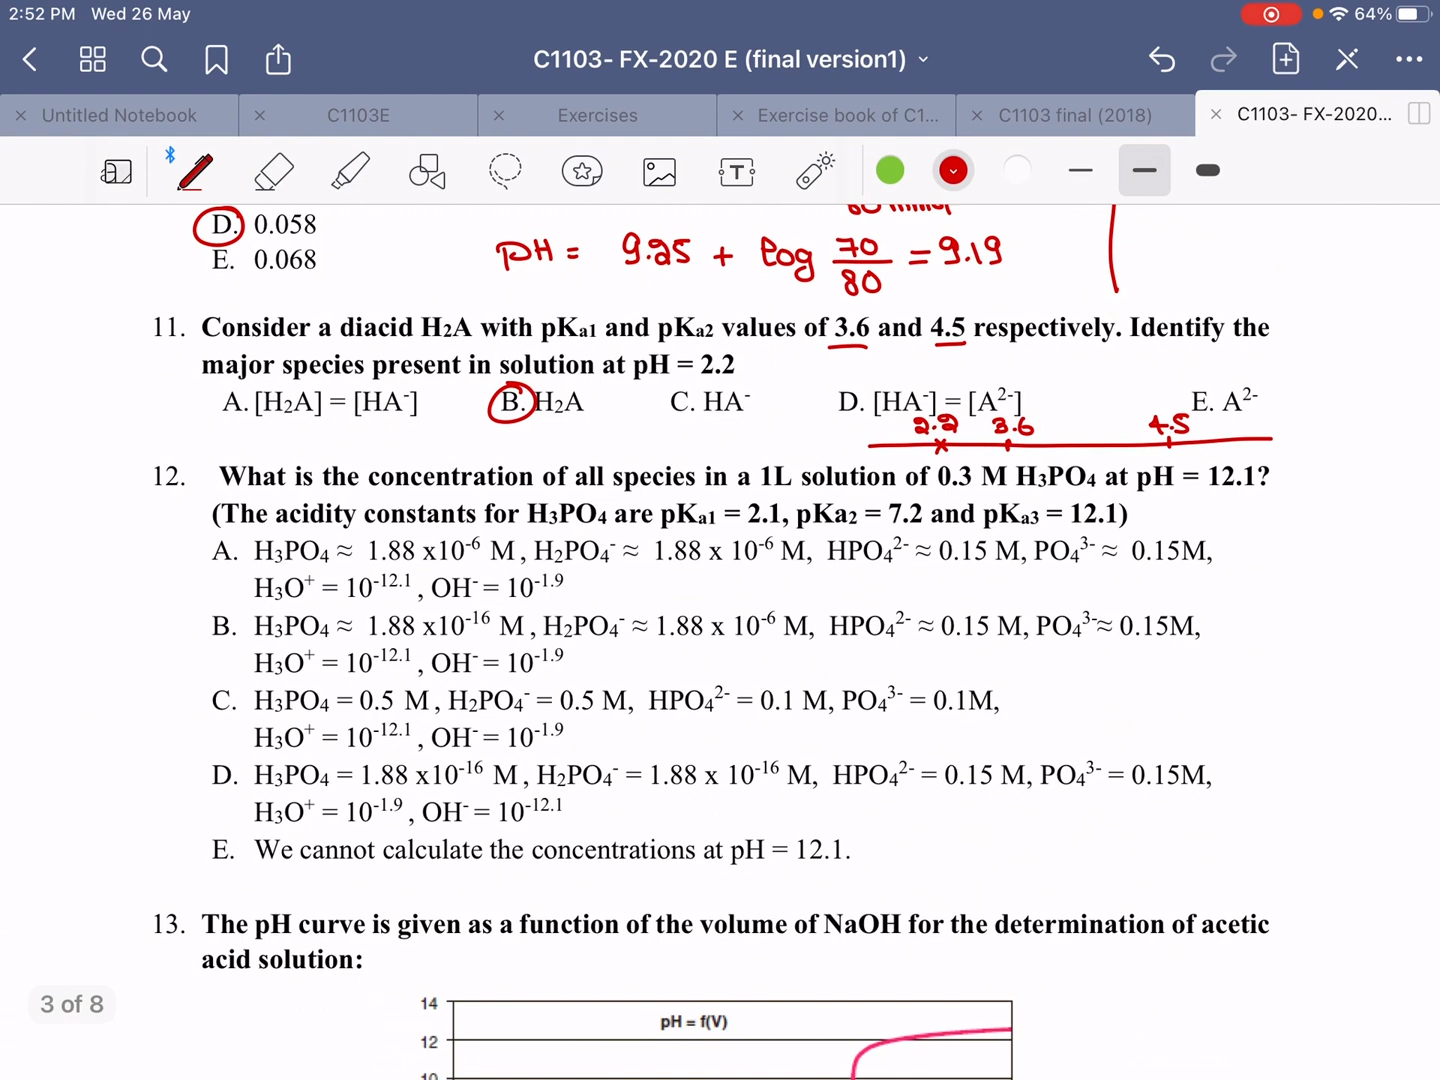 2:52 PM Wed 26 May
64%
C1103- FX-2020 E (final version1)
Untitled Notebook
C1103E
Exercises
Exercise book of C1...
C1103 final (2018)
C1103- FX-2020...
T
D. 0.058
E. 0.068
pH = 9.25 + log 70/80 = 9.19
11. Consider a diacid H₂A with pKₐ₁ and pKₐ₂ values of 3.6 and 4.5 respectively. Identify the
major species present in solution at pH = 2.2
A. [H₂A] = [HA⁻] B. H₂A C. HA⁻ D. [HA⁻] = [A²⁻] E. A²⁻
2.2 3.6 4.5
12. What is the concentration of all species in a 1L solution of 0.3 M H₃PO₄ at pH = 12.1?
(The acidity constants for H₃PO₄ are pKₐ₁ = 2.1, pKₐ₂ = 7.2 and pKₐ₃ = 12.1)
A. H₃PO₄ ≈ 1.88 x10⁻⁶ M , H₂PO₄⁻ ≈ 1.88 x 10⁻⁶ M, HPO₄²⁻ ≈ 0.15 M, PO₄³⁻ ≈ 0.15M,
H₃O⁺ = 10⁻¹²·¹ , OH⁻ = 10⁻¹·⁹
B. H₃PO₄ ≈ 1.88 x10⁻¹⁶ M , H₂PO₄⁻ ≈ 1.88 x 10⁻⁶ M, HPO₄²⁻ ≈ 0.15 M, PO₄³⁻ ≈ 0.15M,
H₃O⁺ = 10⁻¹²·¹ , OH⁻ = 10⁻¹·⁹
C. H₃PO₄ = 0.5 M , H₂PO₄⁻ = 0.5 M, HPO₄²⁻ = 0.1 M, PO₄³⁻ = 0.1M,
H₃O⁺ = 10⁻¹²·¹ , OH⁻ = 10⁻¹·⁹
D. H₃PO₄ = 1.88 x10⁻¹⁶ M , H₂PO₄⁻ = 1.88 x 10⁻¹⁶ M, HPO₄²⁻ = 0.15 M, PO₄³⁻ = 0.15M,
H₃O⁺ = 10⁻¹·⁹ , OH⁻ = 10⁻¹²·¹
E. We cannot calculate the concentrations at pH = 12.1.
13. The pH curve is given as a function of the volume of NaOH for the determination of acetic
acid solution:
3 of 8
14
pH = f(V)
12
10